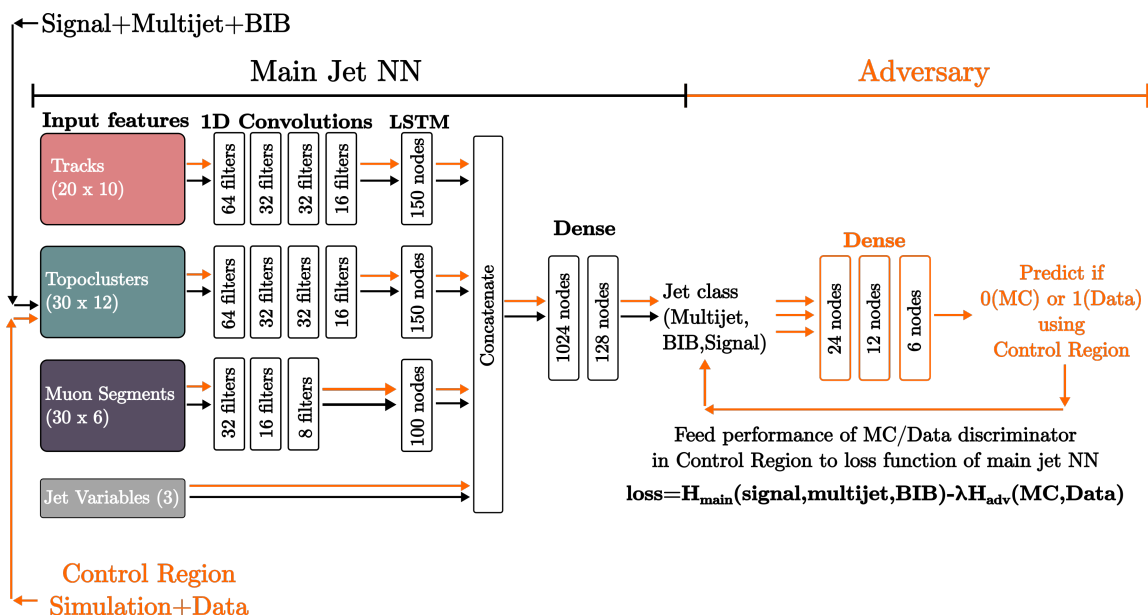 Signal+Multijet+BIB
Main Jet NN
Adversary
Input features
1D Convolutions
LSTM
Tracks
(20 x 10)
64 filters
32 filters
32 filters
16 filters
150 nodes
Topoclusters
(30 x 12)
64 filters
32 filters
32 filters
16 filters
150 nodes
Muon Segments
(30 x 6)
32 filters
16 filters
8 filters
100 nodes
Jet Variables (3)
Concatenate
Dense
1024 nodes
128 nodes
Jet class
(Multijet,
BIB,Signal)
Dense
24 nodes
12 nodes
6 nodes
Predict if
0(MC) or 1(Data)
using
Control Region
Feed performance of MC/Data discriminator
in Control Region to loss function of main jet NN
loss=H_main(signal,multijet,BIB)-λH_adv(MC,Data)
Control Region
Simulation+Data